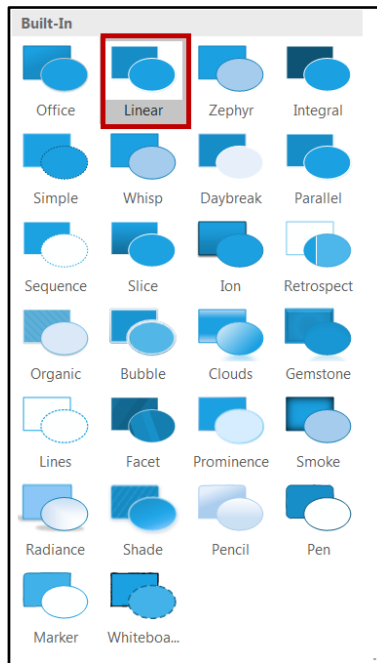 Built-In
Office Linear Zephyr Integral
Simple Whisp Daybreak Parallel
Sequence Slice Ion Retrospect
Organic Bubble Clouds Gemstone
Lines Facet Prominence Smoke
Radiance Shade Pencil Pen
Marker Whiteboa...